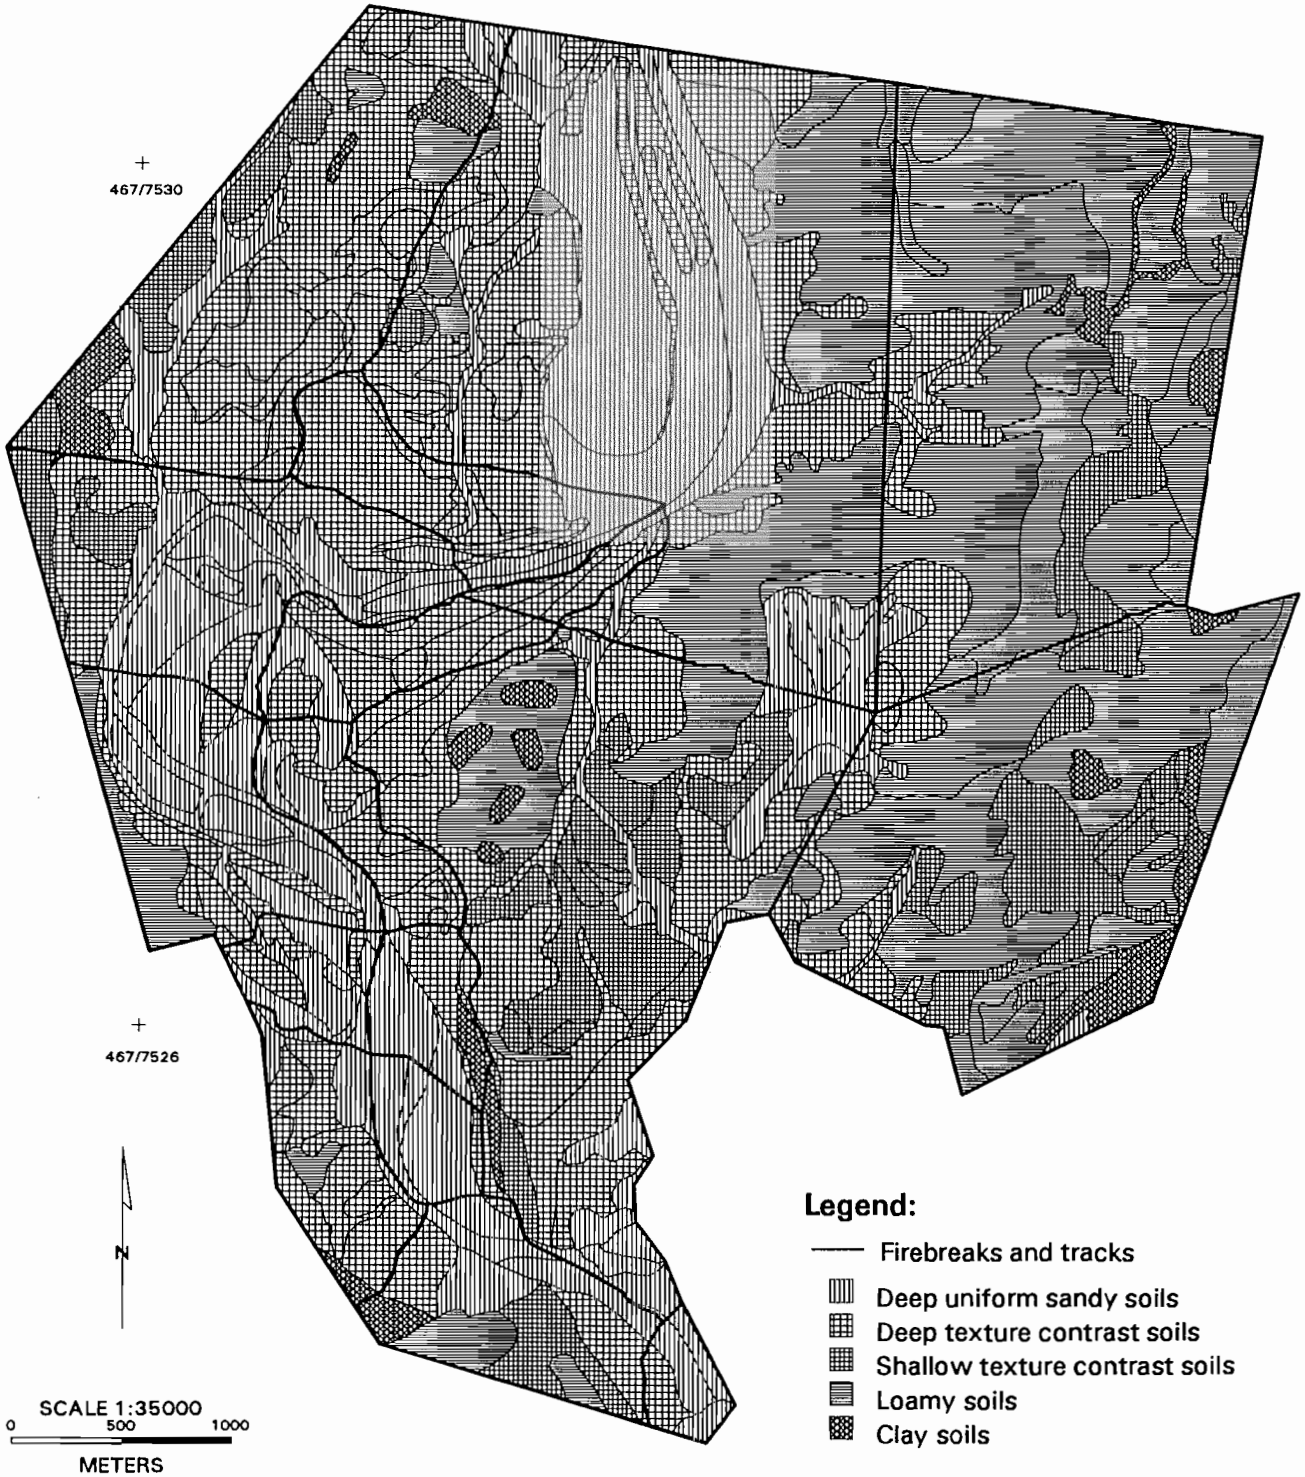 467/7530
467/7526
N
Legend:
Firebreaks and tracks
Deep uniform sandy soils
Deep texture contrast soils
Shallow texture contrast soils
Loamy soils
Clay soils
SCALE 1:35000
0 500 1000
METERS